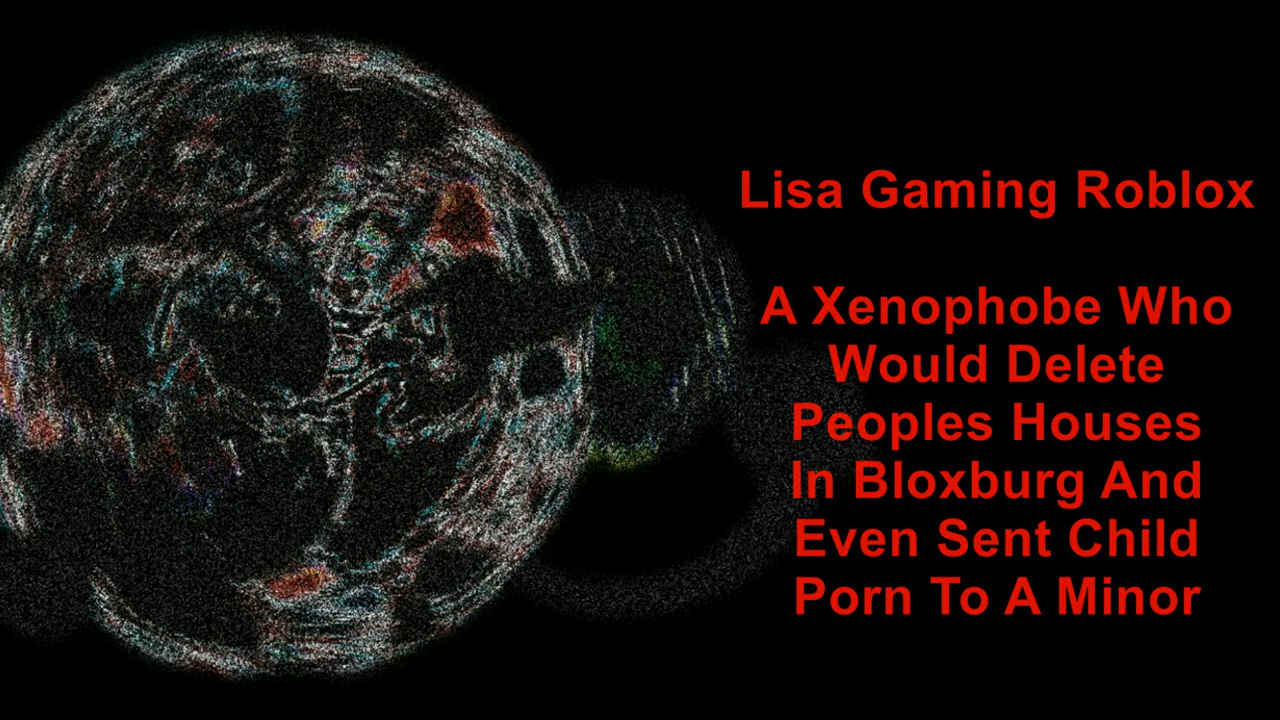 Lisa Gaming Roblox
A Xenophobe Who
Would Delete
Peoples Houses
In Bloxburg And
Even Sent Child
Porn To A Minor